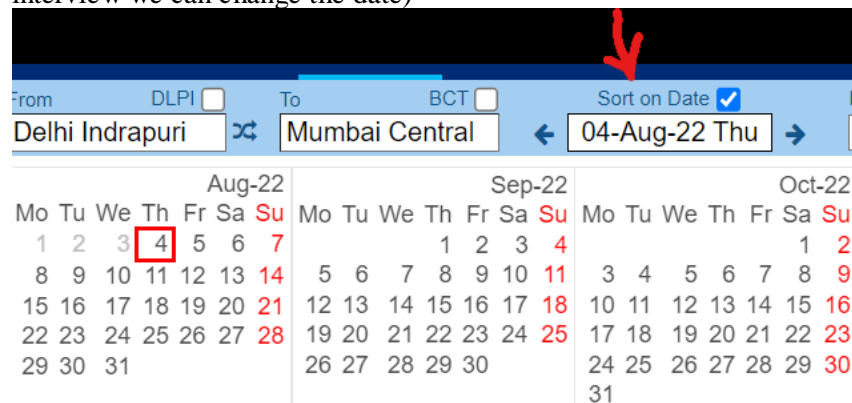 interview we can change the date)
From DLPI To BCT Sort on Date
Delhi Indrapuri Mumbai Central 04-Aug-22 Thu
Aug-22 Sep-22 Oct-22
Mo Tu We Th Fr Sa Su Mo Tu We Th Fr Sa Su Mo Tu We Th Fr Sa Su
1 2 3 4 5 6 7 1 2 3 4 1 2
8 9 10 11 12 13 14 5 6 7 8 9 10 11 3 4 5 6 7 8 9
15 16 17 18 19 20 21 12 13 14 15 16 17 18 10 11 12 13 14 15 16
22 23 24 25 26 27 28 19 20 21 22 23 24 25 17 18 19 20 21 22 23
29 30 31 26 27 28 29 30 24 25 26 27 28 29 30
31